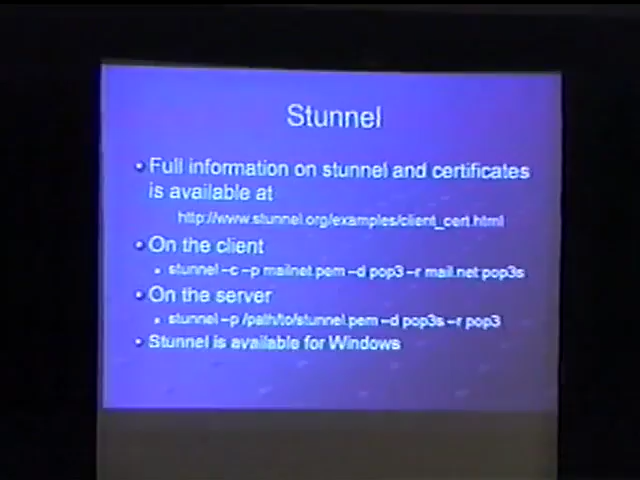 Stunnel
Full information on stunnel and certificates
is available at
http://www.stunnel.org/examples/client_cert.html
On the client
stunnel –c –p mailnet.pem –d pop3 –r mail.net pop3s
On the server
stunnel –p /path/to/stunnel.pem –d pop3s –r pop3
Stunnel is available for Windows